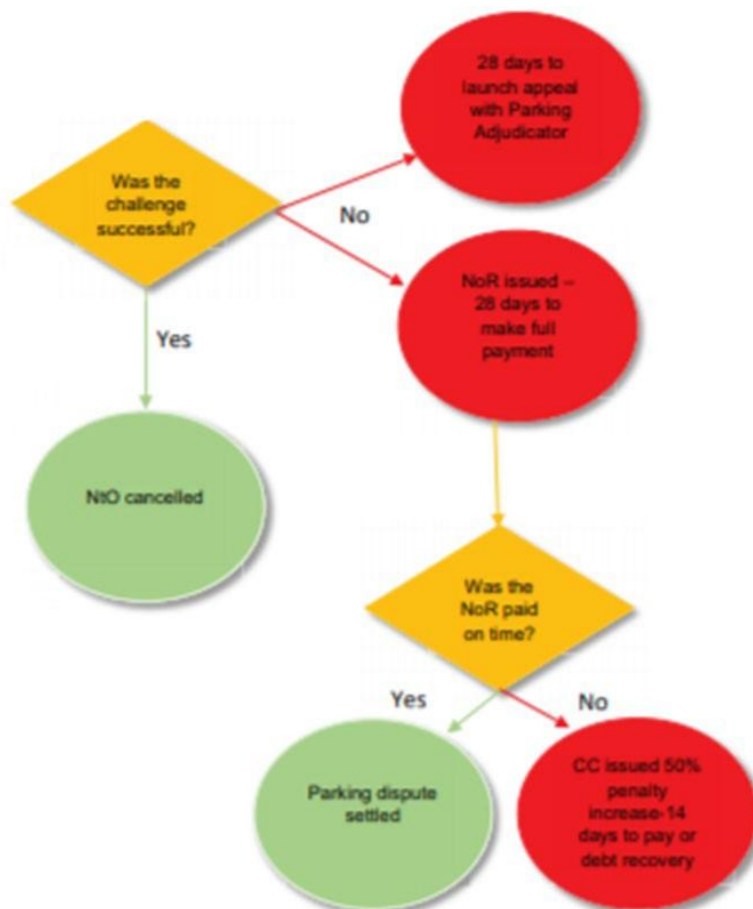 28 days to
launch appeal
with Parking
Adjudicator
Was the
challenge
successful?
No
NoR issued –
28 days to
make full
payment
Yes
NtO cancelled
Was the
NoR paid
on time?
Yes
No
Parking dispute
settled
CC issued 50%
penalty
increase-14
days to pay or
debt recovery